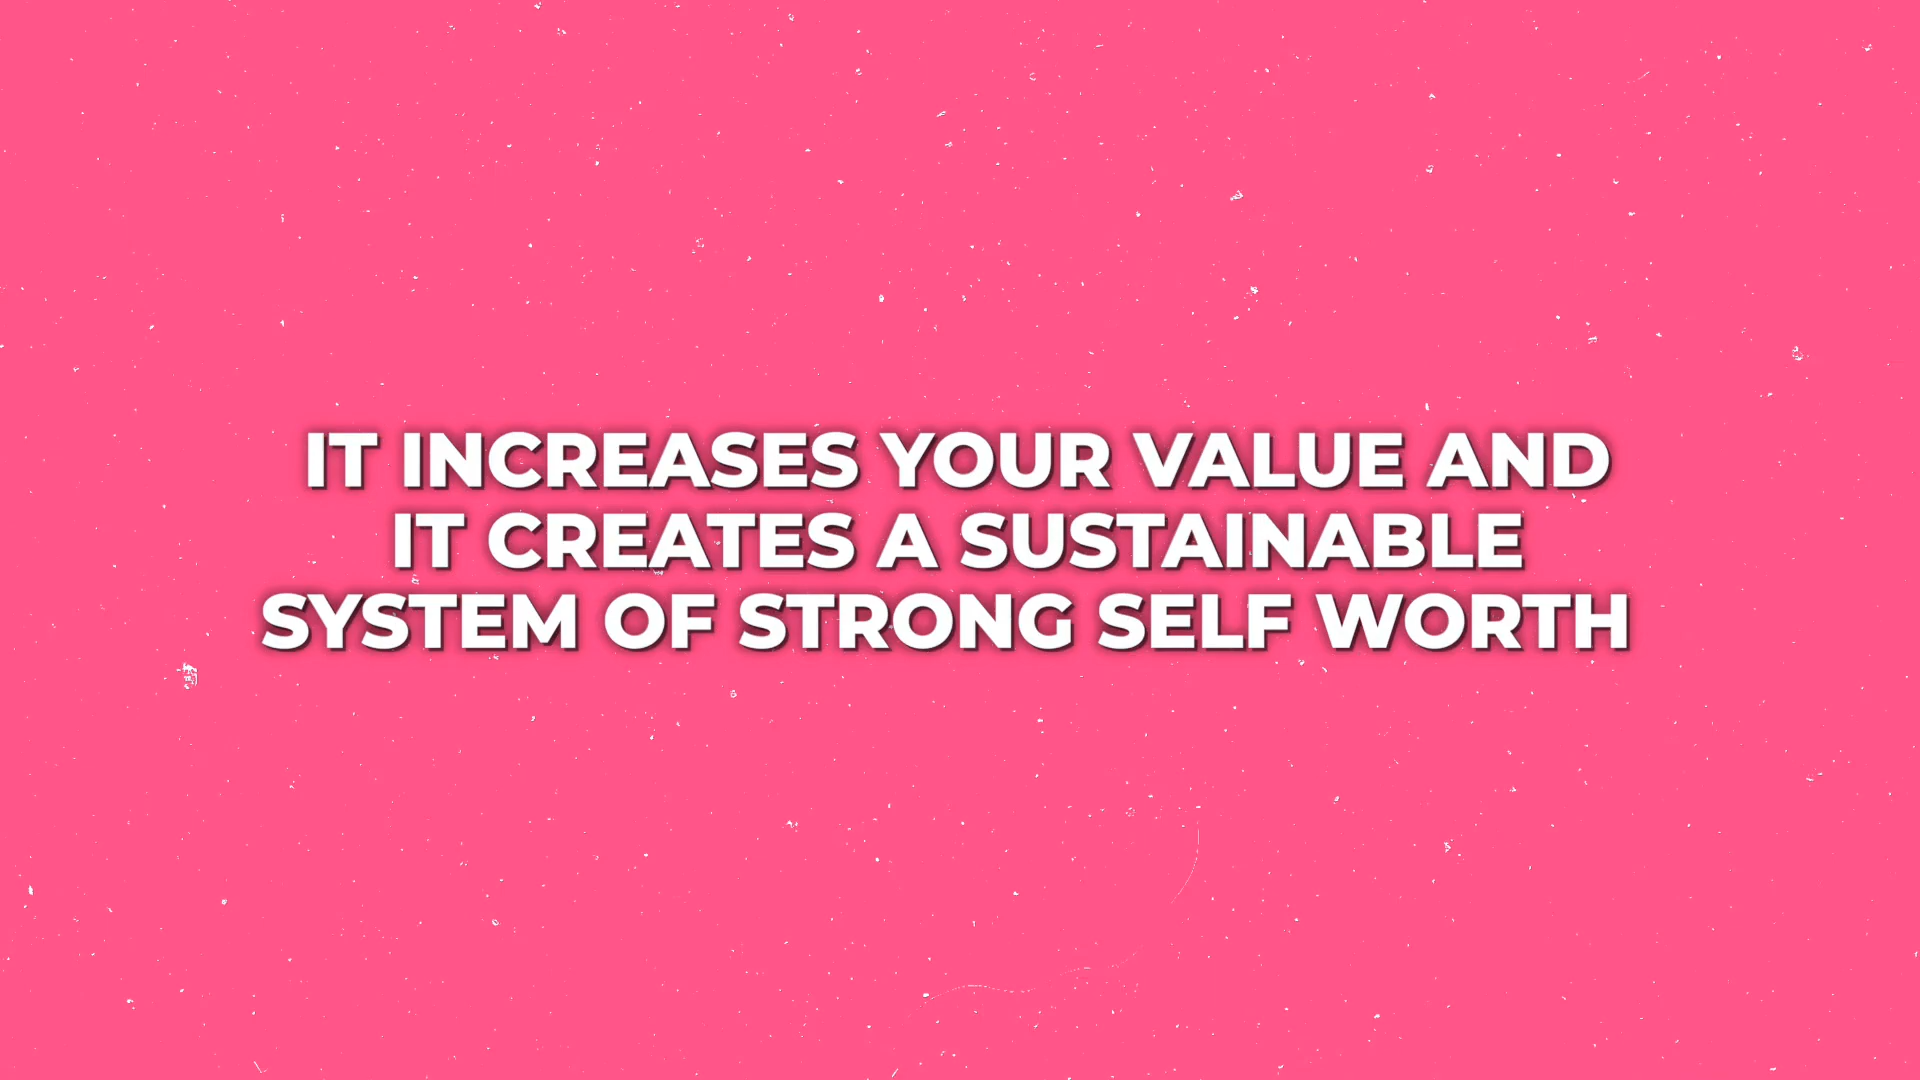 IT INCREASES YOUR VALUE AND
IT CREATES A SUSTAINABLE
SYSTEM OF STRONG SELF WORTH